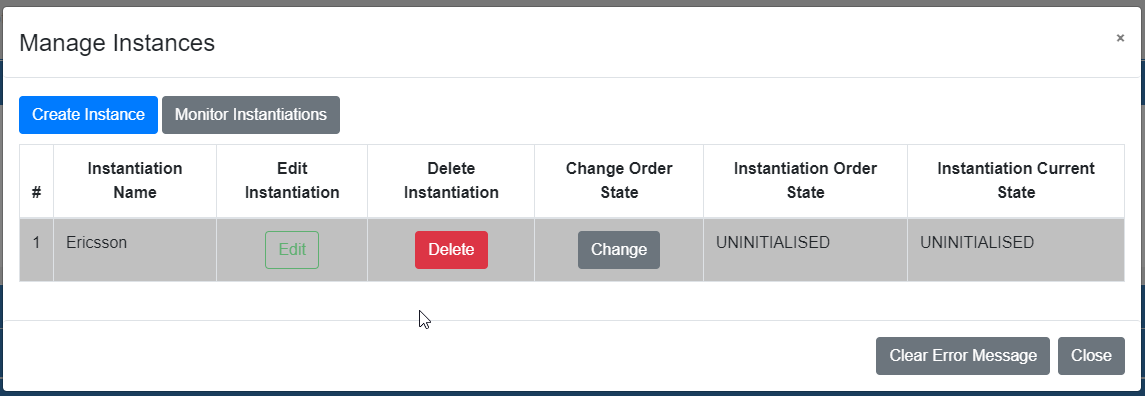 Manage Instances ×
Create Instance Monitor Instantiations
# Instantiation Name Edit Instantiation Delete Instantiation Change Order State Instantiation Order State Instantiation Current State
1 Ericsson Edit Delete Change UNINITIALISED UNINITIALISED
Clear Error Message Close